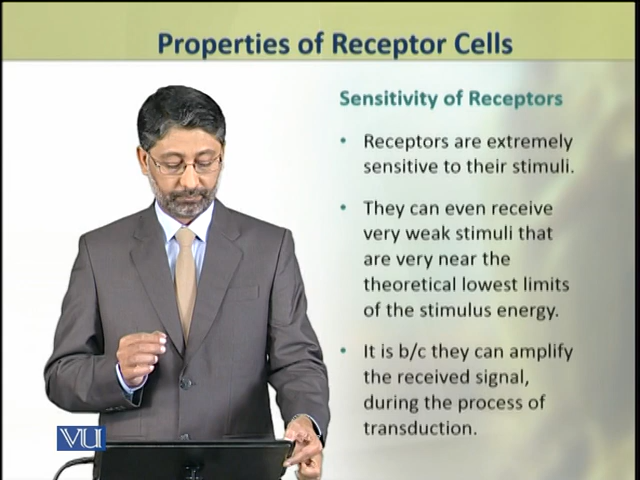 Properties of Receptor Cells
Sensitivity of Receptors
• Receptors are extremely
sensitive to their stimuli.
• They can even receive
very weak stimuli that
are very near the
theoretical lowest limits
of the stimulus energy.
• It is b/c they can amplify
the received signal,
during the process of
transduction.
VU